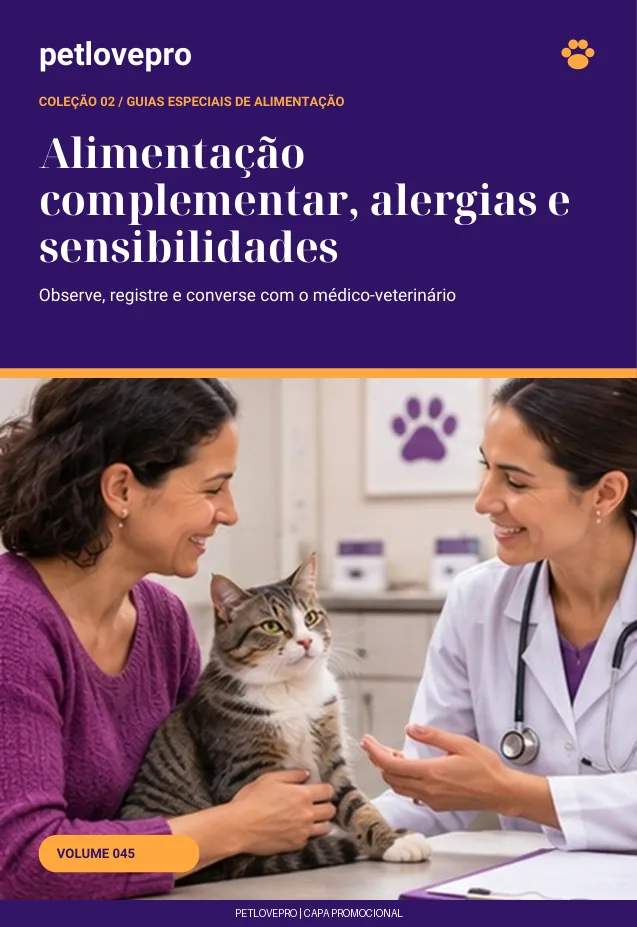 petlovepro
COLEÇÃO 02 / GUIAS ESPECIAIS DE ALIMENTAÇÃO
Alimentação
complementar, alergias e
sensibilidades
Observe, registre e converse com o médico-veterinário
VOLUME 045
PETLOVEPRO | CAPA PROMOCIONAL